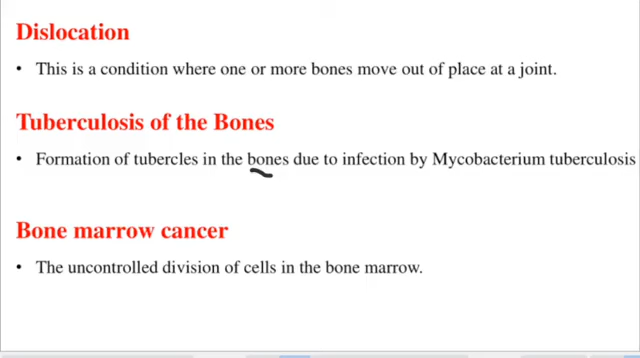 Dislocation
• This is a condition where one or more bones move out of place at a joint.
Tuberculosis of the Bones
• Formation of tubercles in the bones due to infection by Mycobacterium tuberculosis
Bone marrow cancer
• The uncontrolled division of cells in the bone marrow.